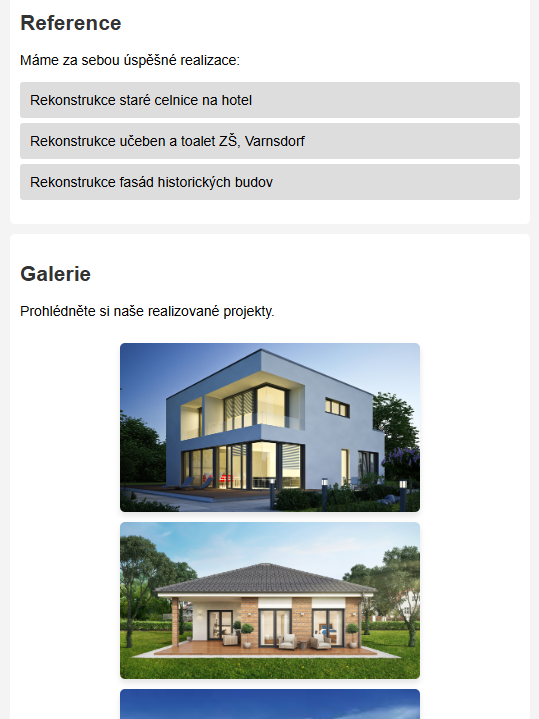 Reference
Máme za sebou úspěšné realizace:
Rekonstrukce staré celnice na hotel
Rekonstrukce učeben a toalet ZŠ, Varnsdorf
Rekonstrukce fasád historických budov
Galerie
Prohlédněte si naše realizované projekty.